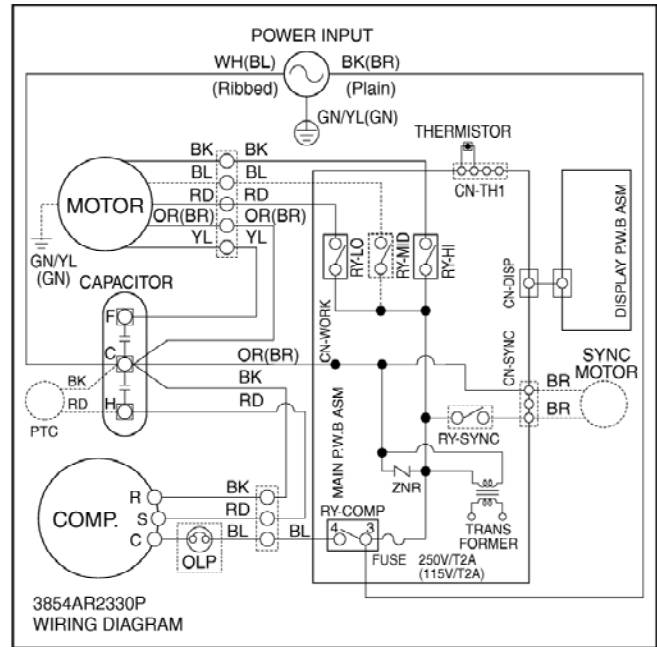 POWER INPUT
WH(BL) BK(BR)
(Ribbed) (Plain)
GN/YL(GN)
THERMISTOR
CN-TH1
BK BK
BL BL
RD RD
OR(BR) OR(BR)
YL YL
MOTOR
GN/YL
(GN)
RY-LO
RY-MID
RY-HI
CN-DISP
DISPLAY P.W.B ASM
CAPACITOR
F
C
H
BK
RD
PTC
CN-WORK
OR(BR)
BK
RD
CN-SYNC
SYNC
MOTOR
BR
BR
RY-SYNC
MAIN P.W.B ASM
ZNR
TRANS
FORMER
COMP.
R
S
C
BK
RD
BL BL
OLP
RY-COMP
4 3
FUSE 250V/T2A
(115V/T2A)
3854AR2330P
WIRING DIAGRAM